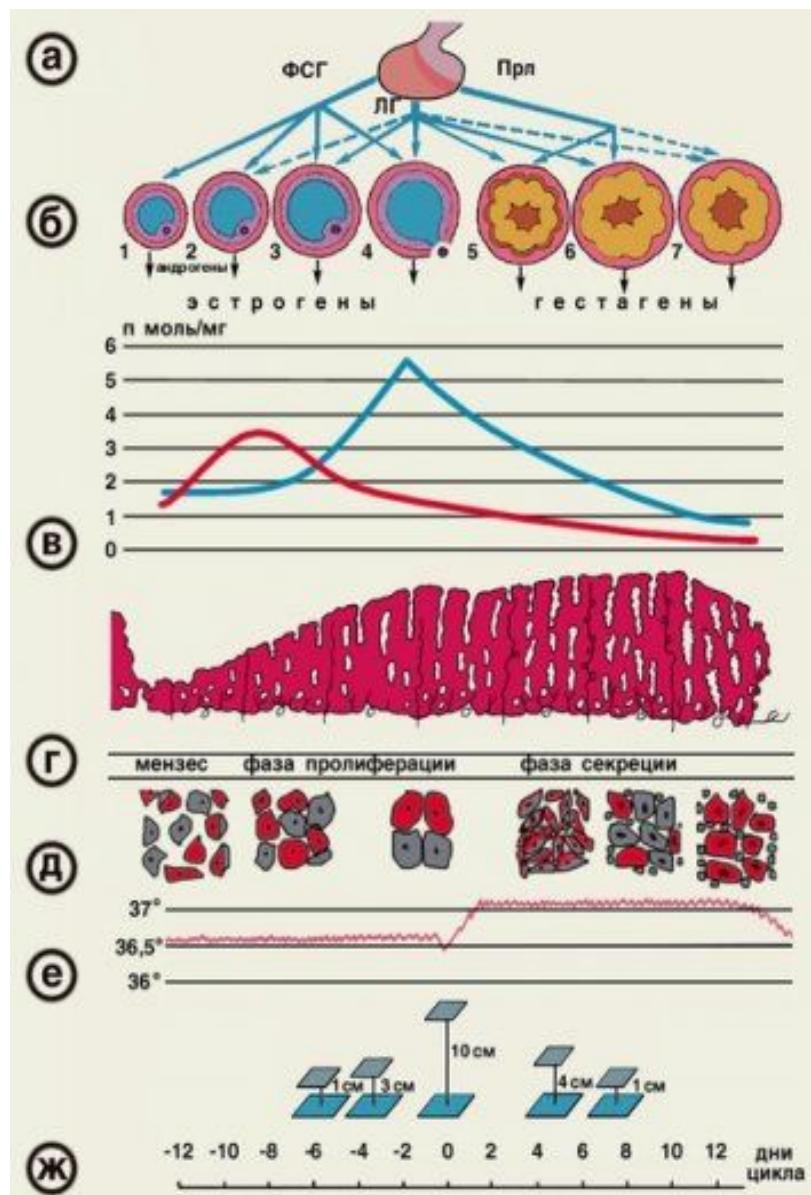 а
ФСГ
Прл
ЛГ
б
1 2 3 4 5 6 7
андрогены
эстрогены гестагены
п моль/мг
6
5
4
3
2
1
0
в
г
мензес фаза пролиферации фаза секреции
д
37°
36,5°
36°
е
10 см
1 см 3 см 4 см 1 см
-12 -10 -8 -6 -4 -2 0 2 4 6 8 10 12 дни
цикла
ж